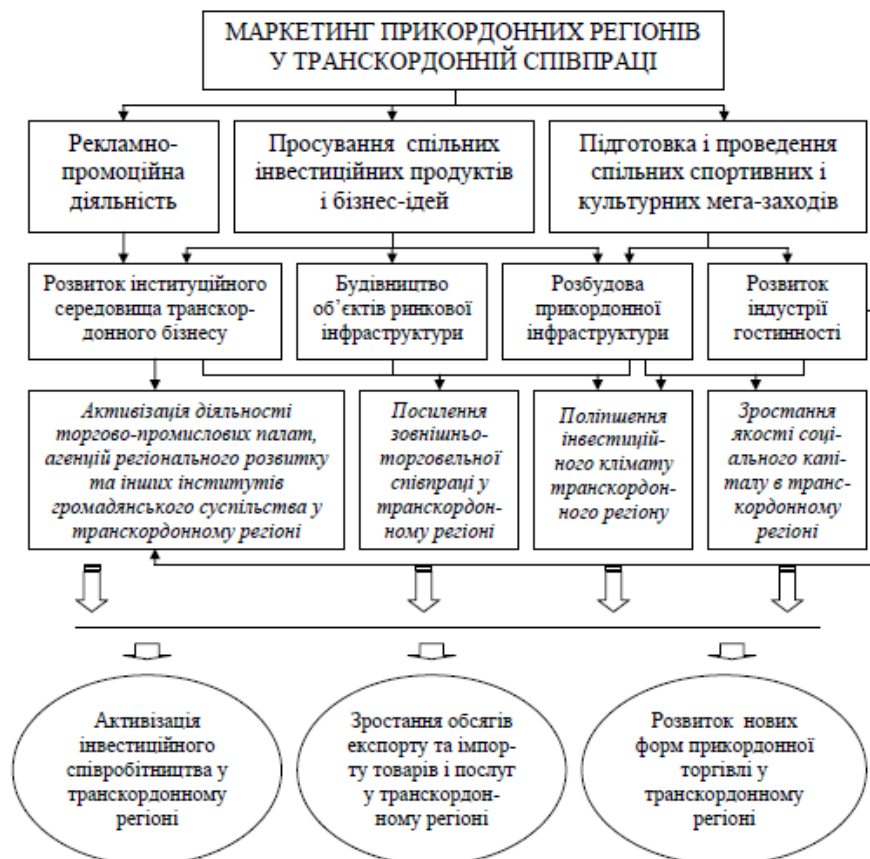 МАРКЕТИНГ ПРИКОРДОННИХ РЕГІОНІВ
У ТРАНСКОРДОННІЙ СПІВПРАЦІ
Рекламно-
промоційна
діяльність
Просування спільних
інвестиційних продуктів
і бізнес-ідей
Підготовка і проведення
спільних спортивних і
культурних мега-заходів
Розвиток інституційного
середовища транскор-
донного бізнесу
Будівництво
об’єктів ринкової
інфраструктури
Розбудова
прикордонної
інфраструктури
Розвиток
індустрії
гостинності
Активізація діяльності
торгово-промислових палат,
агенцій регіонального розвитку
та інших інститутів
громадянського суспільства у
транскордонному регіоні
Посилення
зовнішньо-
торговельної
співпраці у
транскордон-
ному регіоні
Поліпшення
інвестицій-
ного клімату
транскордон-
ного регіону
Зростання
якості соці-
ального капі-
талу в транс-
кордонному
регіоні
Активізація
інвестиційного
співробітництва у
транскордонному
регіоні
Зростання обсягів
експорту та імпор-
ту товарів і послуг
у транскордон-
ному регіоні
Розвиток нових
форм прикордонної
торгівлі у
транскордонному
регіоні